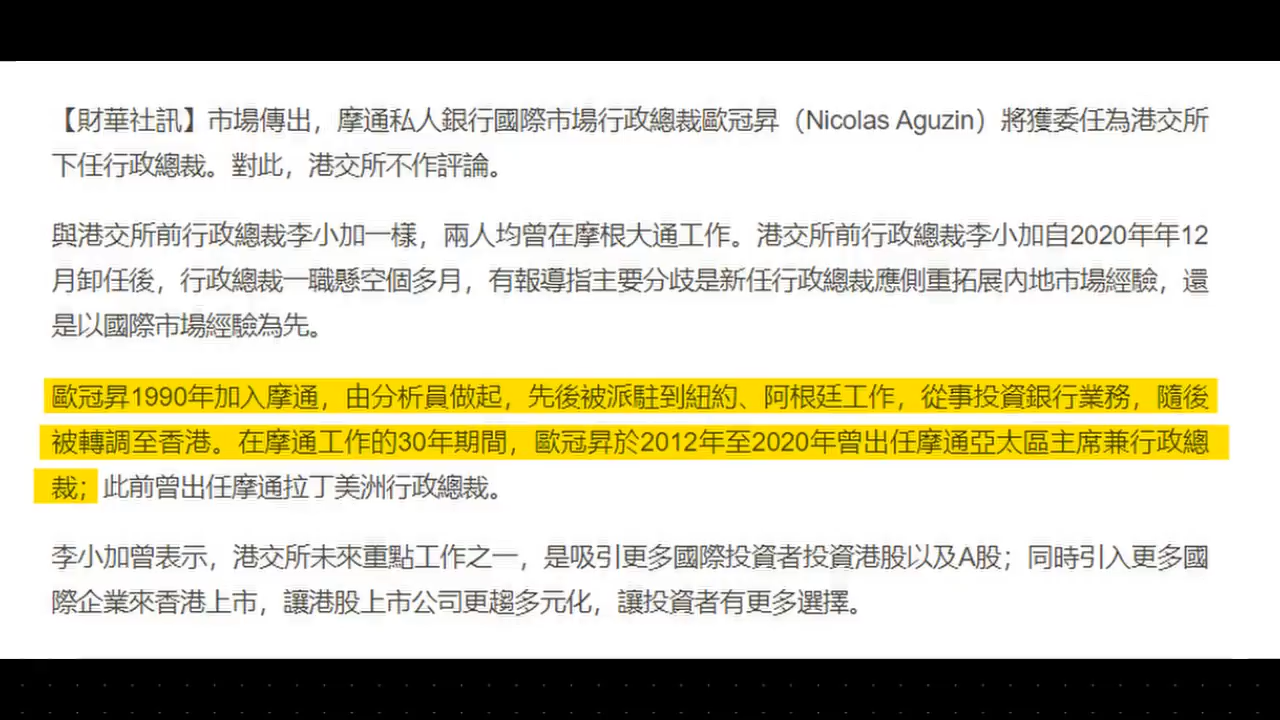 【財華社訊】市場傳出，摩通私人銀行國際市場行政總裁歐冠昇（Nicolas Aguzin）將獲委任為港交所
下任行政總裁。對此，港交所不作評論。
與港交所前行政總裁李小加一樣，兩人均曾在摩根大通工作。港交所前行政總裁李小加自2020年年12
月卸任後，行政總裁一職懸空個多月，有報導指主要分歧是新任行政總裁應側重拓展內地市場經驗，還
是以國際市場經驗為先。
歐冠昇1990年加入摩通，由分析員做起，先後被派駐到紐約、阿根廷工作，從事投資銀行業務，隨後
被轉調至香港。在摩通工作的30年期間，歐冠昇於2012年至2020年曾出任摩通亞太區主席兼行政總
裁；此前曾出任摩通拉丁美洲行政總裁。
李小加曾表示，港交所未來重點工作之一，是吸引更多國際投資者投資港股以及A股；同時引入更多國
際企業來香港上市，讓港股上市公司更趨多元化，讓投資者有更多選擇。